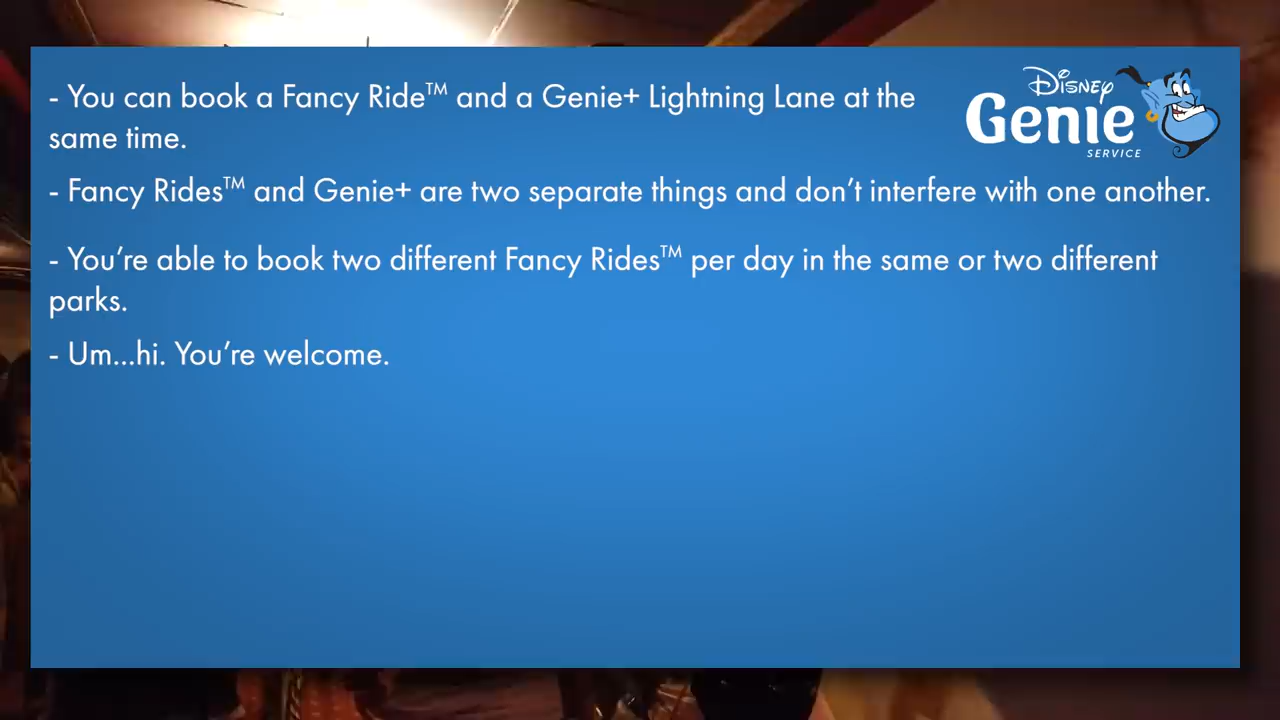 - You can book a Fancy Ride™ and a Genie+ Lightning Lane at the
same time.
- Fancy Rides™ and Genie+ are two separate things and don't interfere with one another.
- You're able to book two different Fancy Rides™ per day in the same or two different
parks.
- Um...hi. You're welcome.
Disney
Genie
SERVICE